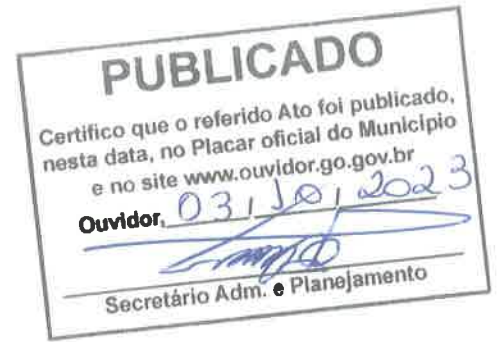 PUBLICADO
Certifico que o referido Ato foi publicado,
nesta data, no Placar oficial do Município
e no site www.ouvidor.go.gov.br
Ouvidor, 03, 10, 2023
Secretário Adm. e Planejamento